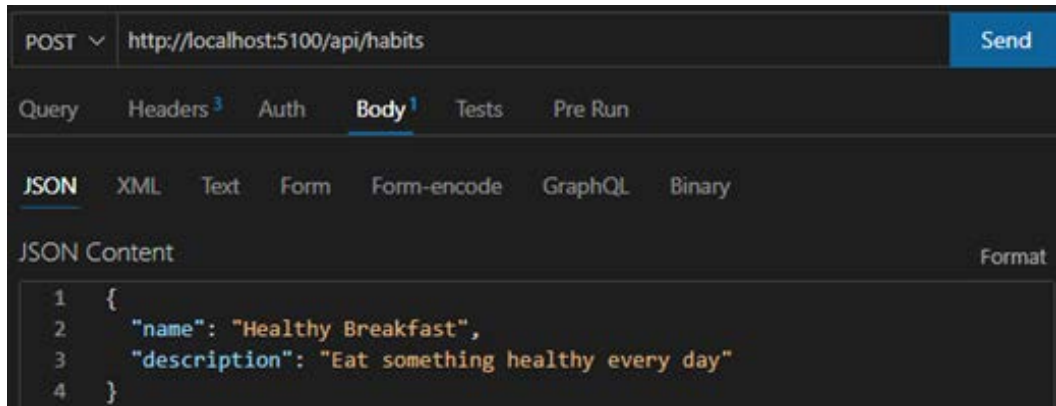 POST http://localhost:5100/api/habits Send
Query Headers 3 Auth Body 1 Tests Pre Run
JSON XML Text Form Form-encode GraphQL Binary
JSON Content Format
1 {
2 "name": "Healthy Breakfast",
3 "description": "Eat something healthy every day"
4 }